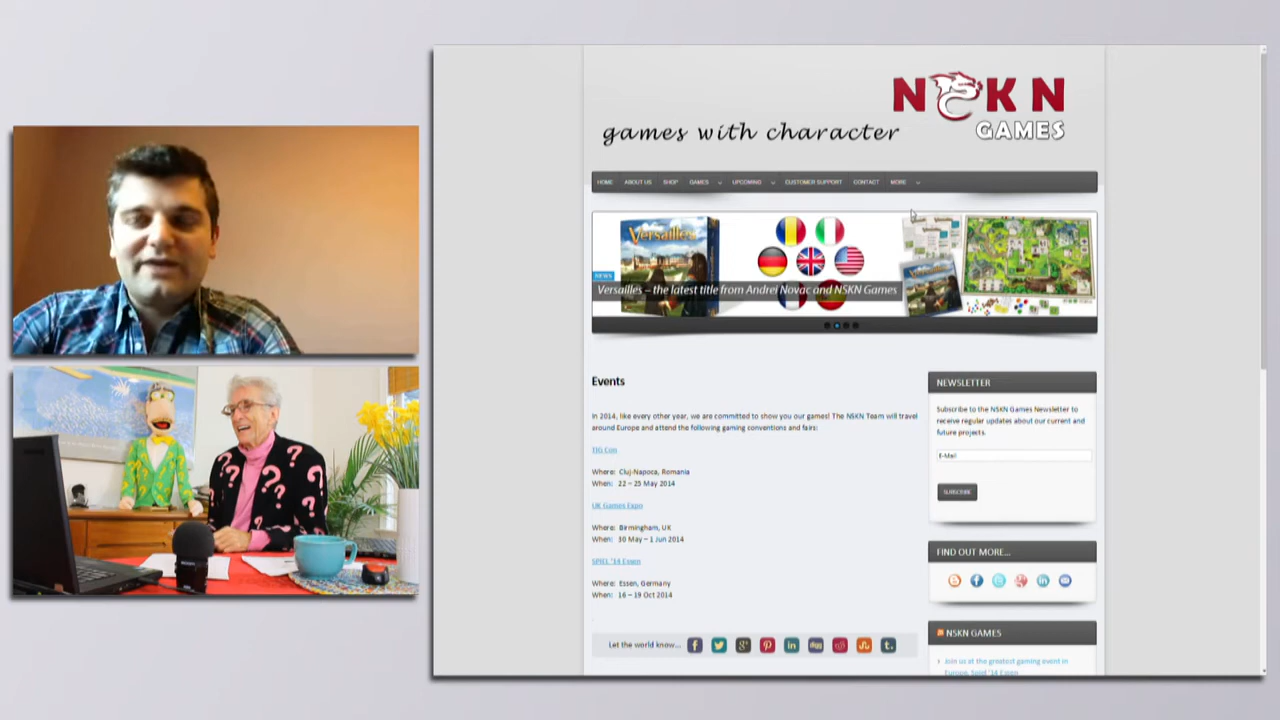 NSKN
GAMES
games with character
HOME ABOUT US SHOP GAMES UPCOMING CUSTOMER SUPPORT CONTACT MORE
Versailles
NEWS
Versailles – the latest title from Andrei Novac and NSKN Games
Events
In 2014, like every other year, we are committed to show you our games! The NSKN Team will travel
around Europe and attend the following gaming conventions and fairs:
TIG Con
Where: Cluj-Napoca, Romania
When: 22 – 25 May 2014
UK Games Expo
Where: Birmingham, UK
When: 30 May – 1 Jun 2014
SPIEL '14 Essen
Where: Essen, Germany
When: 16 – 19 Oct 2014
Let the world know...
digg
NEWSLETTER
Subscribe to the NSKN Games Newsletter to
receive regular updates about our current and
future projects.
E-Mail
SUBSCRIBE
FIND OUT MORE...
NSKN GAMES
Join us at the greatest gaming event in
Europe, Spiel '14 Essen